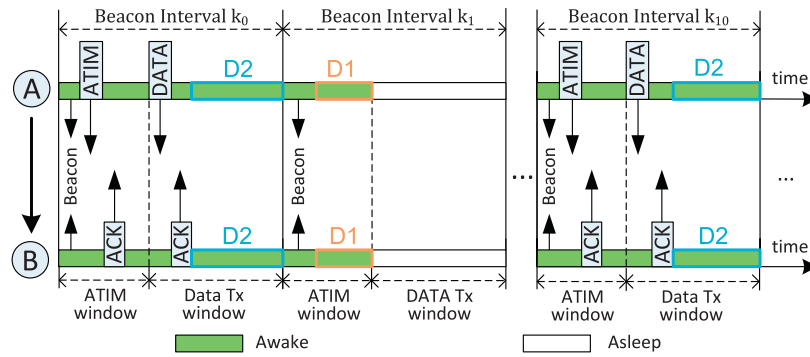 Beacon Interval k0 Beacon Interval k1 Beacon Interval k10
ATIM DATA ATIM DATA
D2 D1 D2
A time
Beacon Beacon Beacon
... ...
ACK ACK ACK ACK
D2 D1 D2
B time
ATIM window Data Tx window ATIM window DATA Tx window ATIM window Data Tx window
Awake Asleep